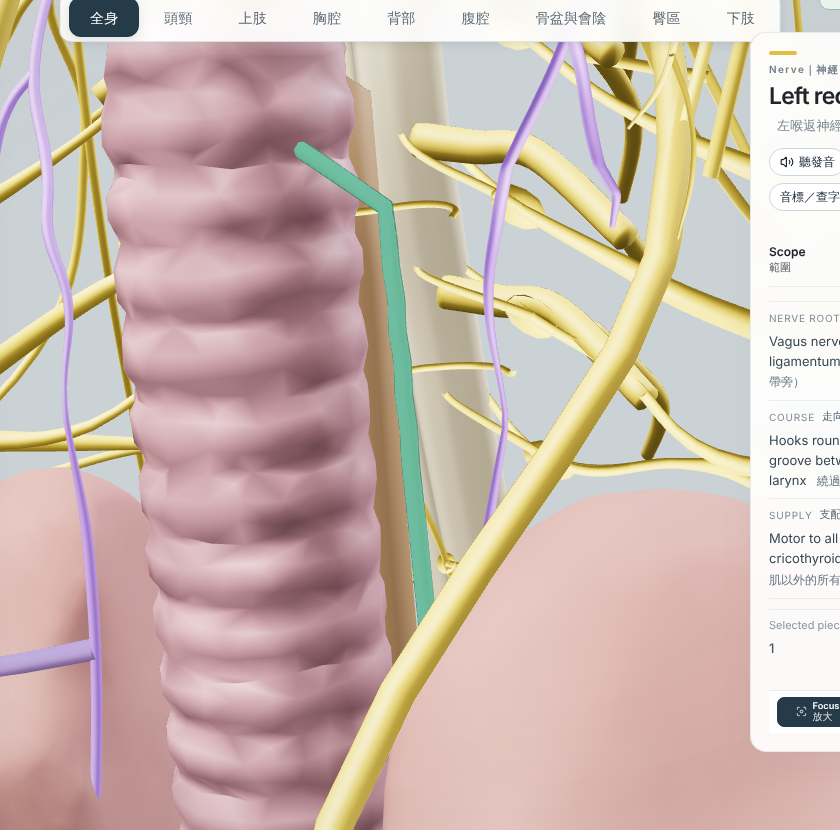 全身 頭頸 上肢 胸腔 背部 腹腔 骨盆與會陰 臀區 下肢
Nerve | 神經
Left rec
左喉返神經
聽發音
音標／查字
Scope
範圍
NERVE ROOT
Vagus nerve
ligamentum
帶旁）
COURSE 走向
Hooks roun
groove betw
larynx 繞過
SUPPLY 支配
Motor to all
cricothyroid
肌以外的所有
Selected piec
1
Focus
放大